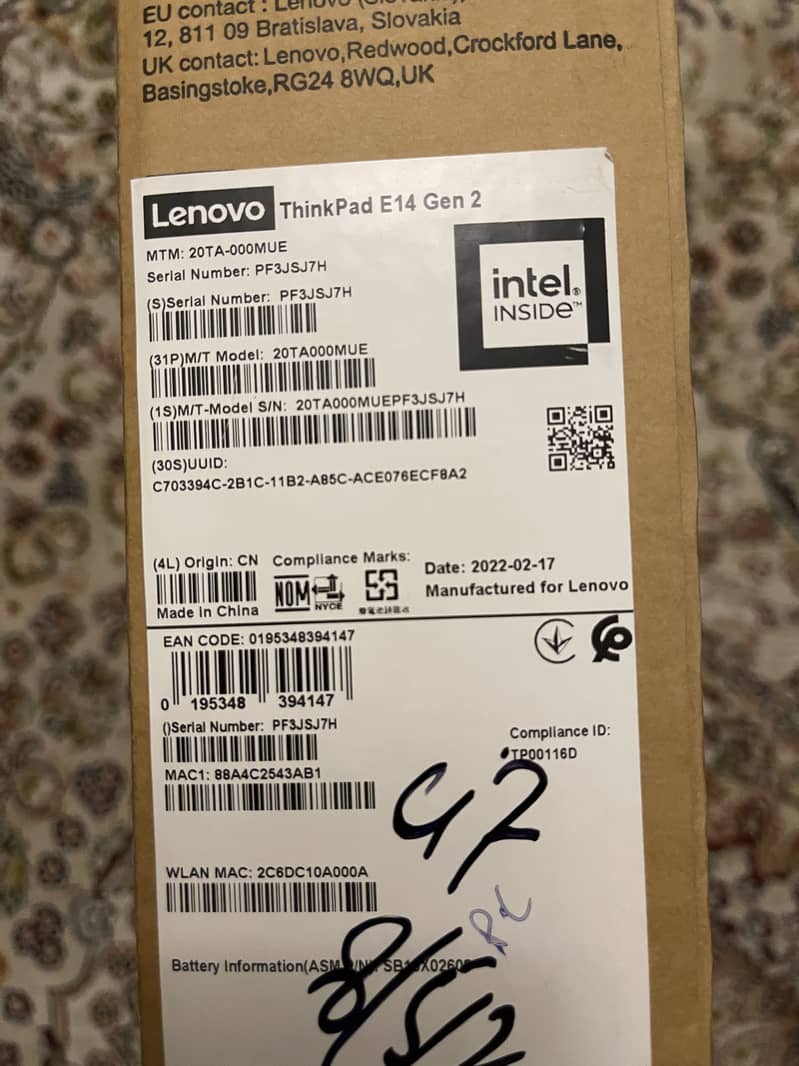 EU contact : Lenovo (Slovakia),
12, 811 09 Bratislava, Slovakia
UK contact: Lenovo,Redwood,Crockford Lane,
Basingstoke,RG24 8WQ,UK
Lenovo ThinkPad E14 Gen 2
MTM: 20TA-000MUE
Serial Number: PF3JSJ7H
(S)Serial Number: PF3JSJ7H
intel®
INSIDE™
(31P)M/T Model: 20TA000MUE
(1S)M/T-Model S/N: 20TA000MUEPF3JSJ7H
(30S)UUID:
C703394C-2B1C-11B2-A85C-ACE076ECF8A2
(4L) Origin: CN
Made In China
Compliance Marks:
NOM
NYCE
Date: 2022-02-17
Manufactured for Lenovo
EAN CODE: 0195348394147
0 195348 394147
()Serial Number: PF3JSJ7H
Compliance ID:
TP00116D
MAC1: 88A4C2543AB1
WLAN MAC: 2C6DC10A000A
Battery Information(ASM